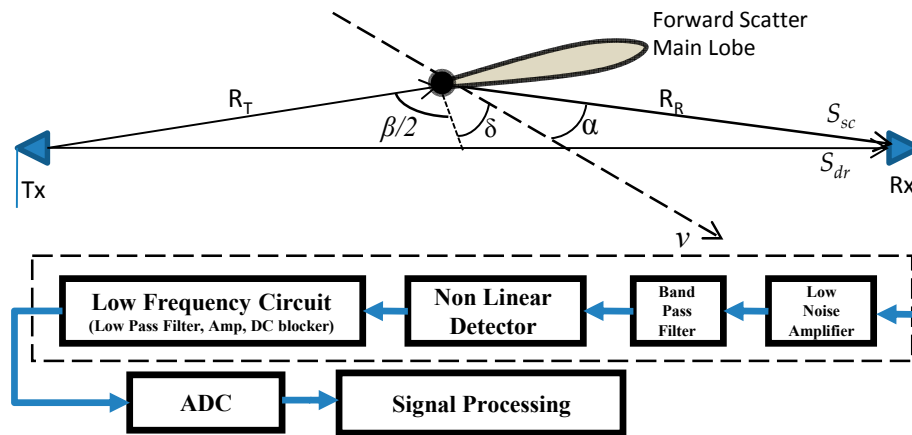 Forward Scatter
Main Lobe
R_T
R_R
β/2
δ
α
S_sc
S_dr
Tx
Rx
v
Low Frequency Circuit
(Low Pass Filter, Amp, DC blocker)
Non Linear
Detector
Band
Pass
Filter
Low
Noise
Amplifier
ADC
Signal Processing